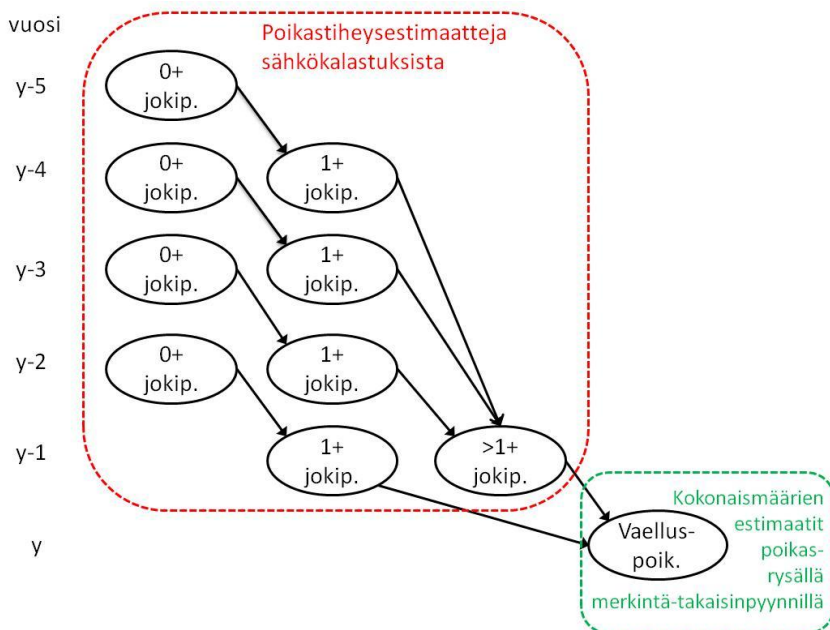 vuosi
Poikastiheysestimaatteja
sähkökalastuksista
y-5
0+
jokip.
y-4
0+
jokip.
1+
jokip.
y-3
0+
jokip.
1+
jokip.
y-2
0+
jokip.
1+
jokip.
y-1
1+
jokip.
>1+
jokip.
y
Vaellus-
poik.
Kokonaismäärien
estimaatit
poikas-
rysällä
merkintä-takaisinpyynnillä